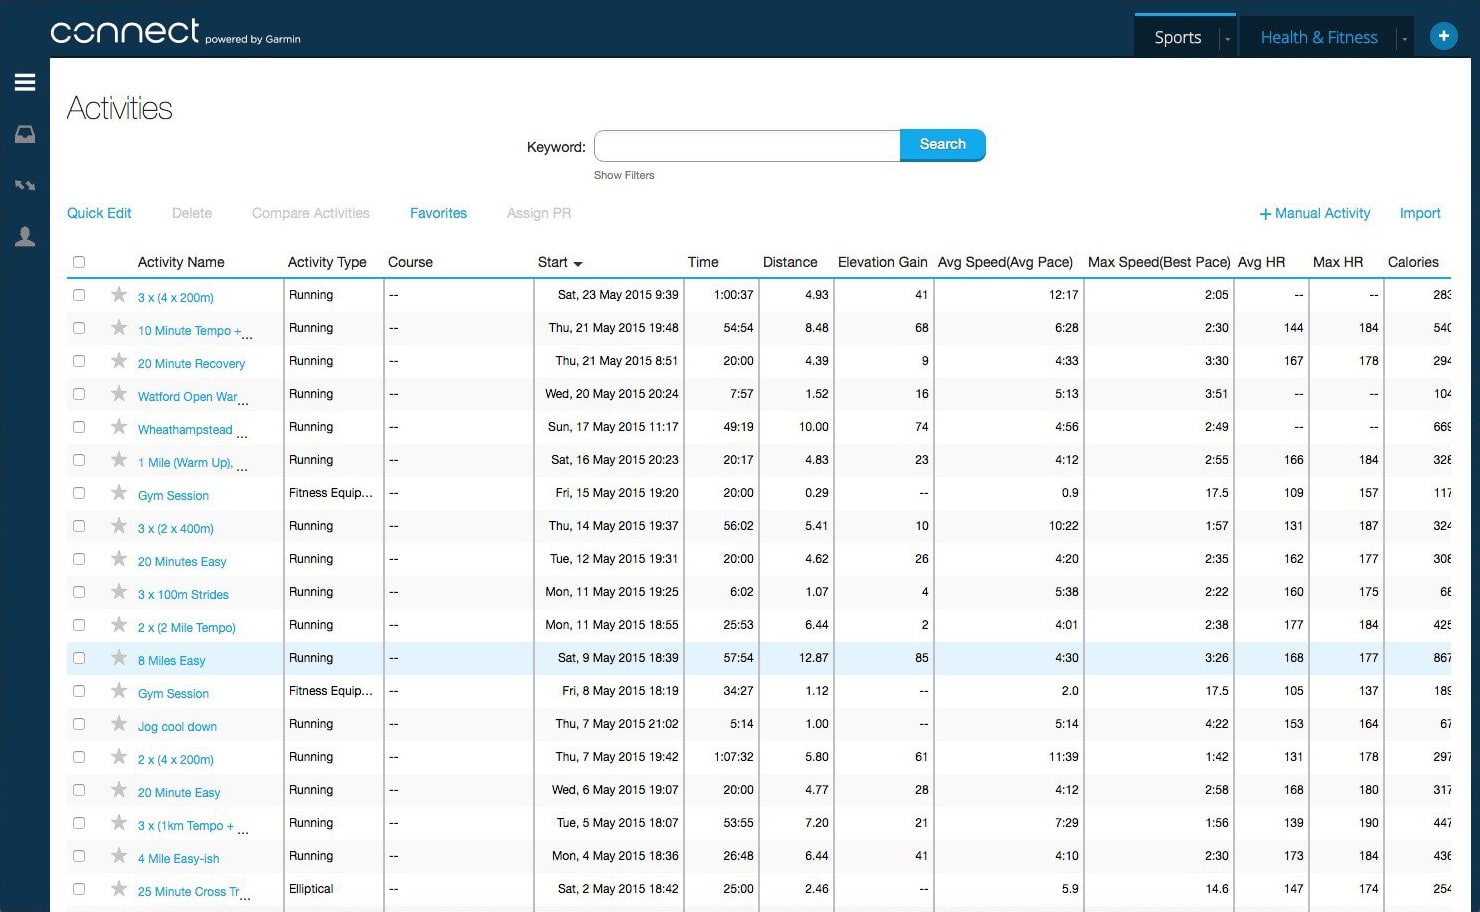 connect powered by Garmin
Sports Health & Fitness
Activities
Keyword: Search
Show Filters
Quick Edit Delete Compare Activities Favorites Assign PR + Manual Activity Import
Activity Name Activity Type Course Start Time Distance Elevation Gain Avg Speed(Avg Pace) Max Speed(Best Pace) Avg HR Max HR Calories
3 x (4 x 200m) Running -- Sat, 23 May 2015 9:39 1:00:37 4.93 41 12:17 2:05 -- -- 283
10 Minute Tempo +... Running -- Thu, 21 May 2015 19:48 54:54 8.48 68 6:28 2:30 144 184 540
20 Minute Recovery Running -- Thu, 21 May 2015 8:51 20:00 4.39 9 4:33 3:30 167 178 294
Watford Open War... Running -- Wed, 20 May 2015 20:24 7:57 1.52 16 5:13 3:51 -- -- 104
Wheathampstead ... Running -- Sun, 17 May 2015 11:17 49:19 10.00 74 4:56 2:49 -- -- 669
1 Mile (Warm Up), ... Running -- Sat, 16 May 2015 20:23 20:17 4.83 23 4:12 2:55 166 184 328
Gym Session Fitness Equip... -- Fri, 15 May 2015 19:20 20:00 0.29 -- 0.9 17.5 109 157 117
3 x (2 x 400m) Running -- Thu, 14 May 2015 19:37 56:02 5.41 10 10:22 1:57 131 187 324
20 Minutes Easy Running -- Tue, 12 May 2015 19:31 20:00 4.62 26 4:20 2:35 162 177 308
3 x 100m Strides Running -- Mon, 11 May 2015 19:25 6:02 1.07 4 5:38 2:22 160 175 68
2 x (2 Mile Tempo) Running -- Mon, 11 May 2015 18:55 25:53 6.44 2 4:01 2:38 177 184 425
8 Miles Easy Running -- Sat, 9 May 2015 18:39 57:54 12.87 85 4:30 3:26 168 177 867
Gym Session Fitness Equip... -- Fri, 8 May 2015 18:19 34:27 1.12 -- 2.0 17.5 105 137 189
Jog cool down Running -- Thu, 7 May 2015 21:02 5:14 1.00 -- 5:14 4:22 153 164 67
2 x (4 x 200m) Running -- Thu, 7 May 2015 19:42 1:07:32 5.80 61 11:39 1:42 131 178 297
20 Minute Easy Running -- Wed, 6 May 2015 19:07 20:00 4.77 28 4:12 2:58 168 180 317
3 x (1km Tempo + ... Running -- Tue, 5 May 2015 18:07 53:55 7.20 21 7:29 1:56 139 190 447
4 Mile Easy-ish Running -- Mon, 4 May 2015 18:36 26:48 6.44 41 4:10 2:30 173 184 436
25 Minute Cross Tr... Elliptical -- Sat, 2 May 2015 18:42 25:00 2.46 -- 5.9 14.6 147 174 254